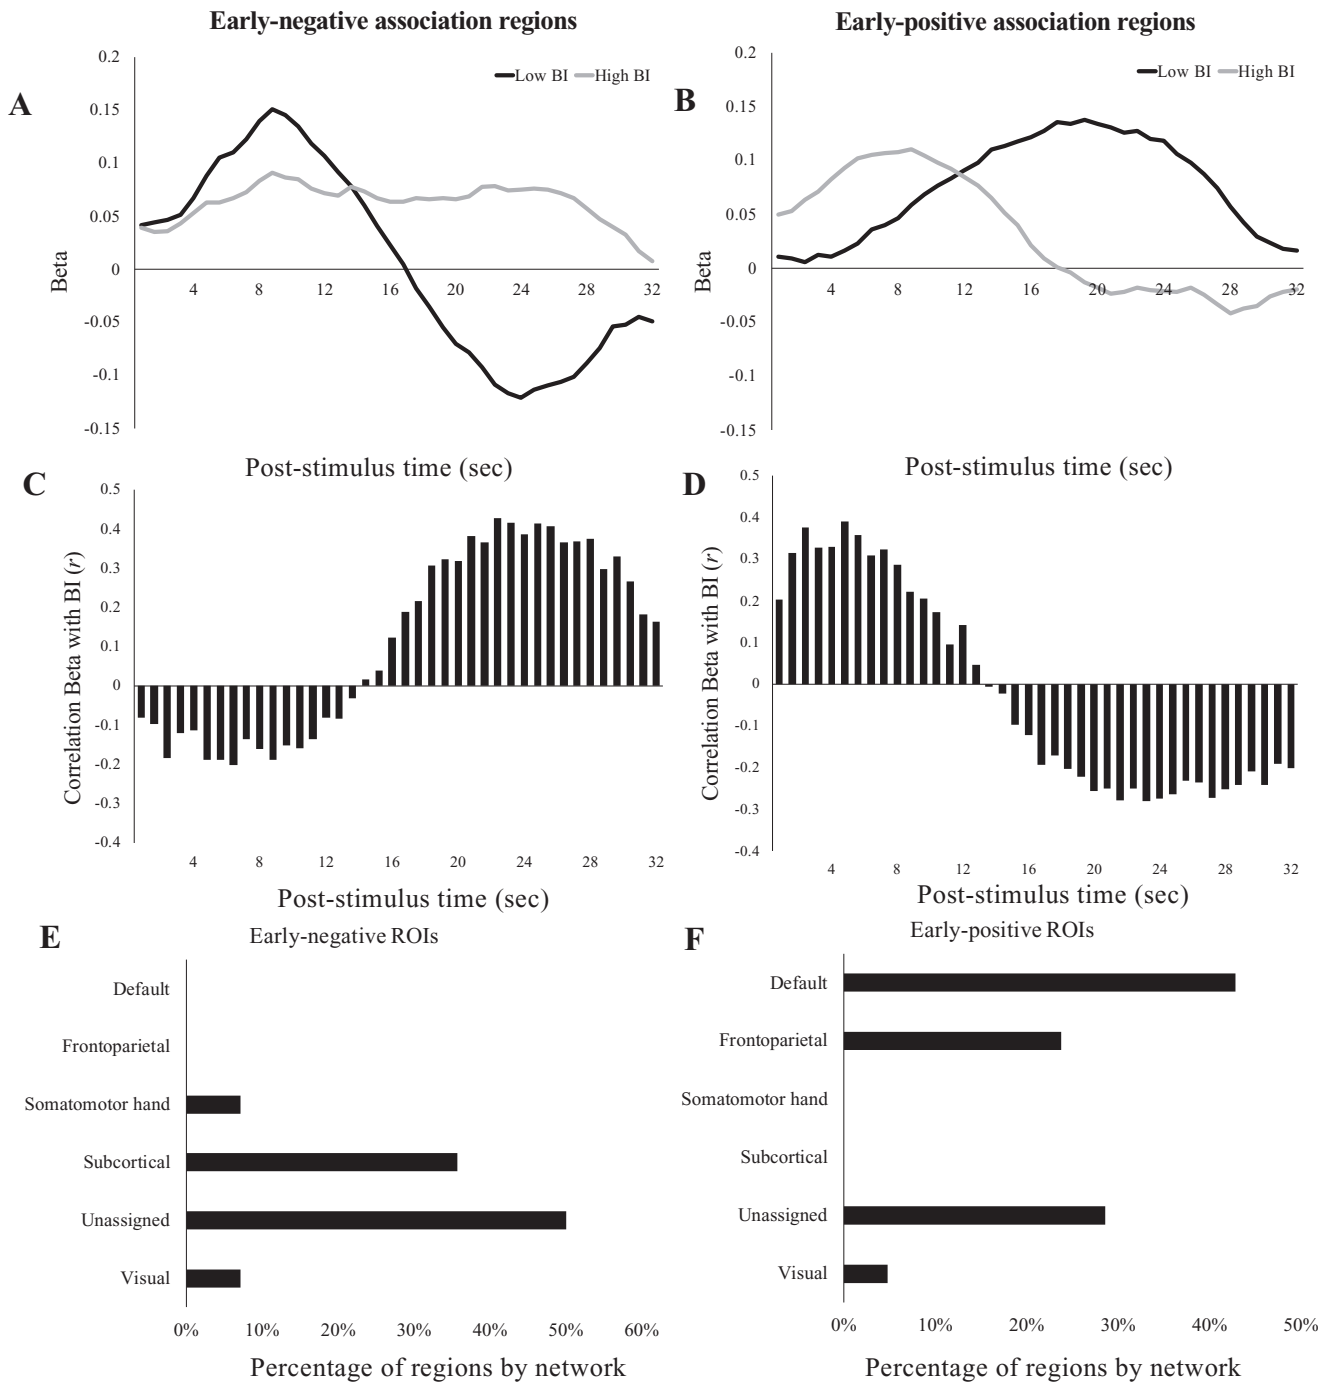 Early-negative association regions
Early-positive association regions
A
0.2
0.15
0.1
0.05
0
-0.05
-0.1
-0.15
Beta
Low BI High BI
4 8 12 16 20 24 28 32
Post-stimulus time (sec)
B
0.2
0.15
0.1
0.05
0
-0.05
-0.1
-0.15
Beta
Low BI High BI
4 8 12 16 20 24 28 32
Post-stimulus time (sec)
C
0.5
0.4
0.3
0.2
0.1
0
-0.1
-0.2
-0.3
-0.4
Correlation Beta with BI (r)
4 8 12 16 20 24 28 32
Post-stimulus time (sec)
D
0.5
0.4
0.3
0.2
0.1
0
-0.1
-0.2
-0.3
-0.4
Correlation Beta with BI (r)
4 8 12 16 20 24 28 32
Post-stimulus time (sec)
E
Early-negative ROIs
Default
Frontoparietal
Somatomotor hand
Subcortical
Unassigned
Visual
0% 10% 20% 30% 40% 50% 60%
Percentage of regions by network
F
Early-positive ROIs
Default
Frontoparietal
Somatomotor hand
Subcortical
Unassigned
Visual
0% 10% 20% 30% 40% 50%
Percentage of regions by network